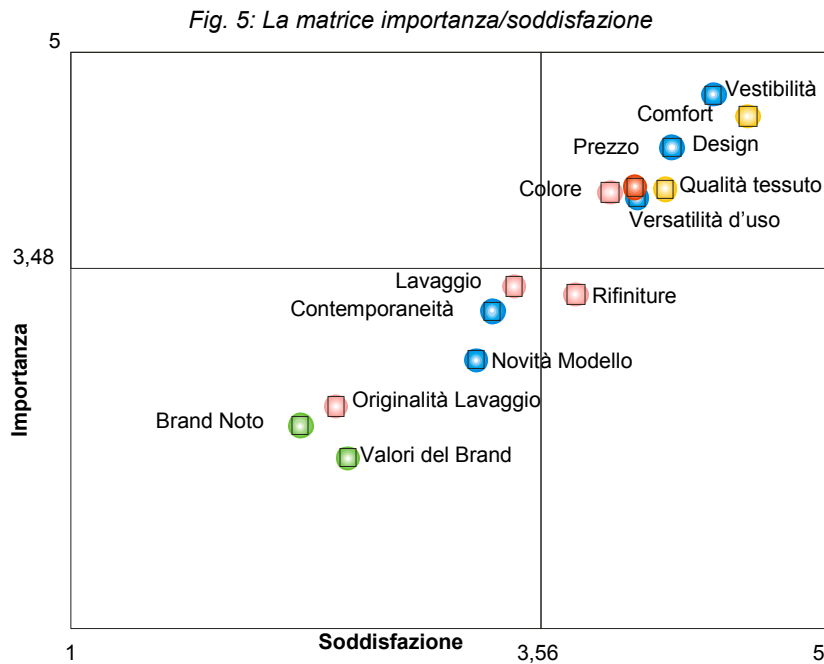 Fig. 5: La matrice importanza/soddisfazione
5
Vestibilità
Comfort
Prezzo
Design
Colore
Qualità tessuto
Versatilità d’uso
3,48
Lavaggio
Rifiniture
Contemporaneità
Novità Modello
Originalità Lavaggio
Brand Noto
Valori del Brand
Importanza
Soddisfazione
1
3,56
5